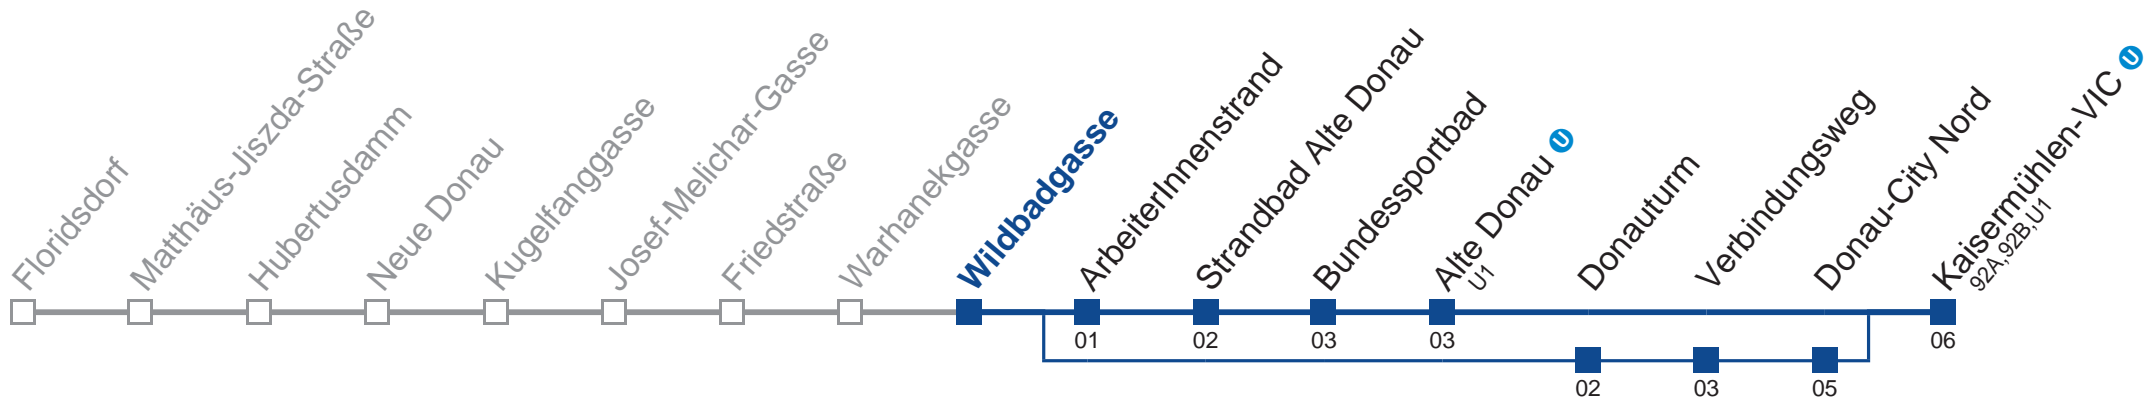 Floridsdorf
Matthäus-Jiszda-Straße
Hubertusdamm
Neue Donau
Kugelfanggasse
Josef-Melichar-Gasse
Friedstraße
Warhanekgasse
Wildbadgasse
ArbeiterInnenstrand
Strandbad Alte Donau
Bundessportbad
Alte Donau U
U1
Donauturm
Verbindungsweg
Donau-City Nord
Kaisermühlen-VIC U
92A,92B,U1
01
02
03
03
06
02
03
05